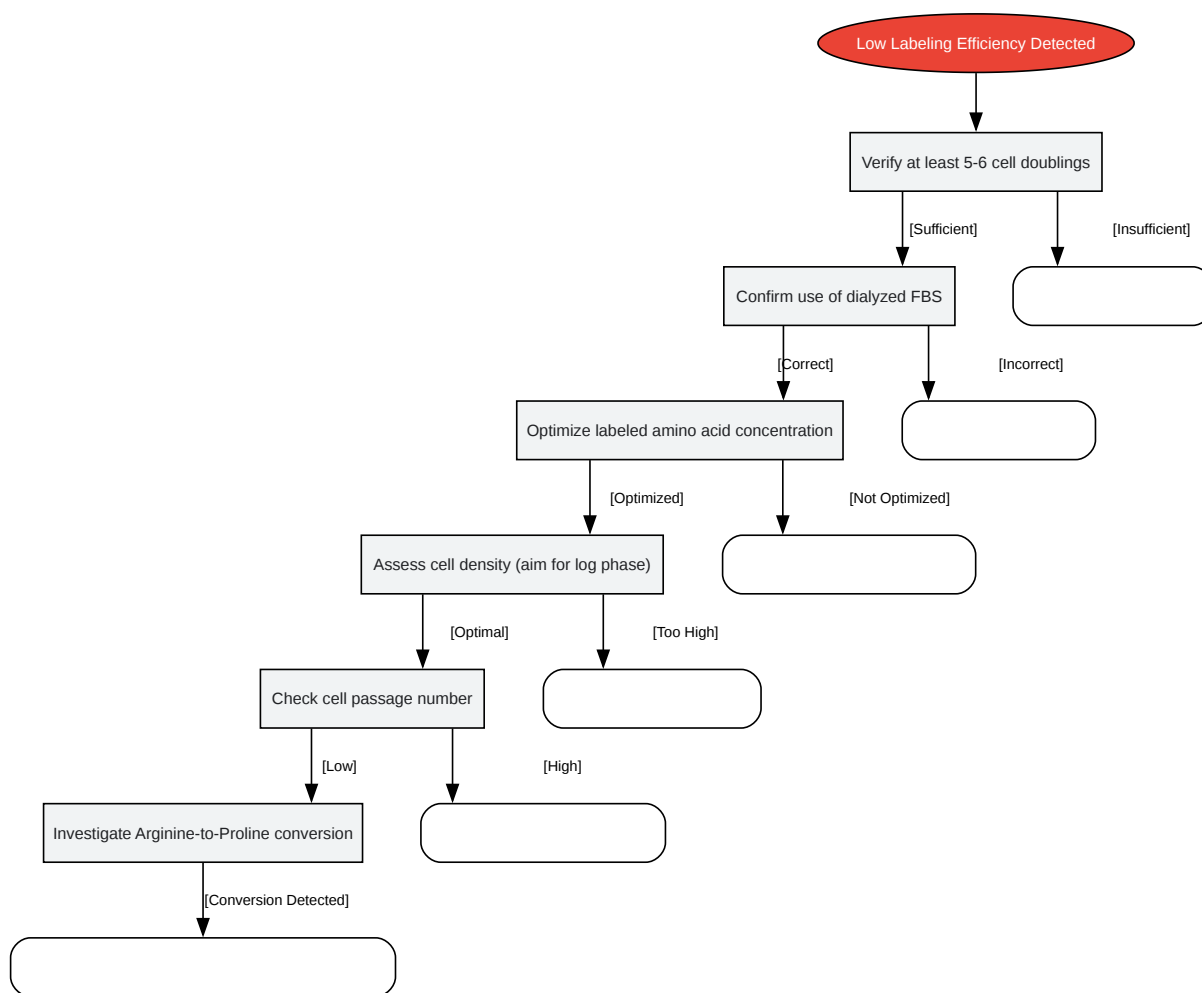 Low Labeling Efficiency Detected
Verify at least 5-6 cell doublings
[Sufficient]
[Insufficient]
Confirm use of dialyzed FBS
[Correct]
[Incorrect]
Optimize labeled amino acid concentration
[Optimized]
[Not Optimized]
Assess cell density (aim for log phase)
[Optimal]
[Too High]
Check cell passage number
[Low]
[High]
Investigate Arginine-to-Proline conversion
[Conversion Detected]